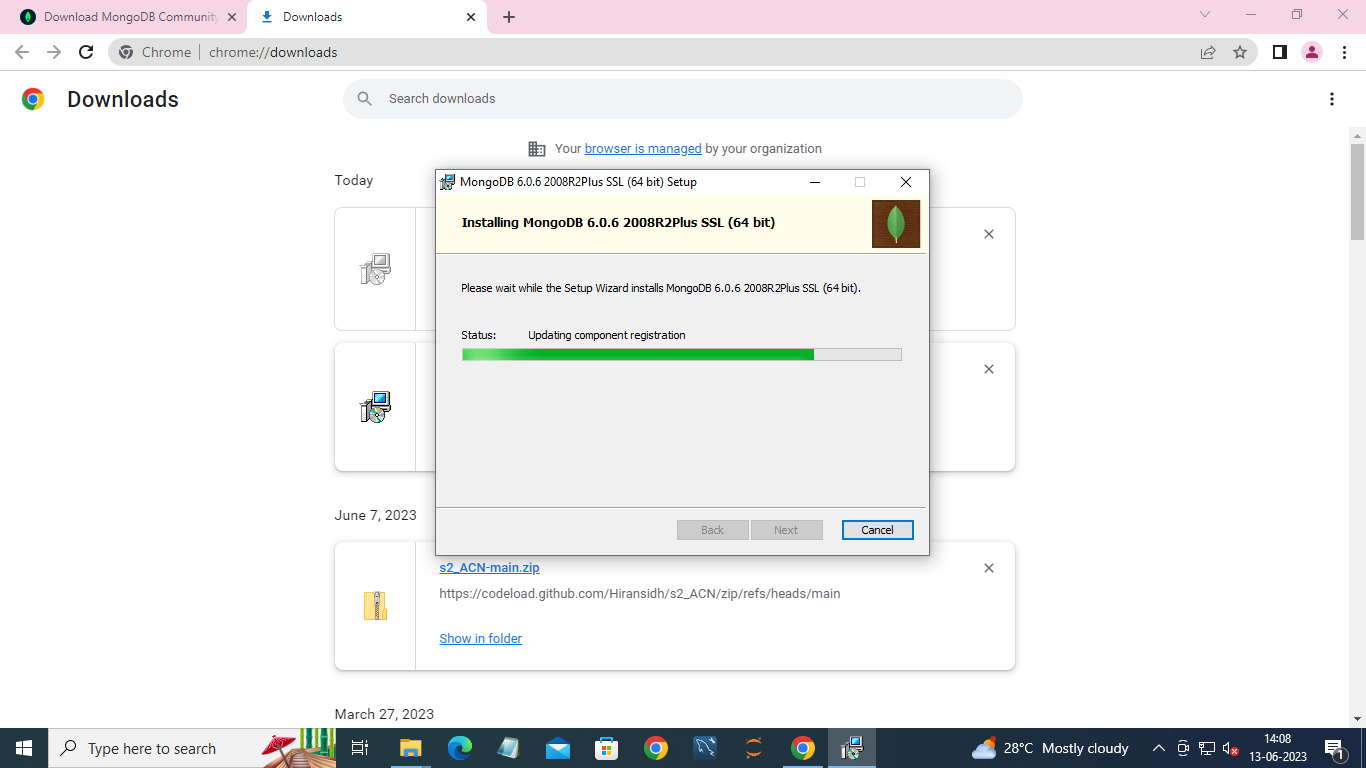 Download MongoDB Community
Downloads
Chrome
chrome://downloads
Downloads
Search downloads
Your browser is managed by your organization
Today
MongoDB 6.0.6 2008R2Plus SSL (64 bit) Setup
Installing MongoDB 6.0.6 2008R2Plus SSL (64 bit)
Please wait while the Setup Wizard installs MongoDB 6.0.6 2008R2Plus SSL (64 bit).
Status: Updating component registration
Back Next Cancel
June 7, 2023
s2_ACN-main.zip
https://codeload.github.com/Hiransidh/s2_ACN/zip/refs/heads/main
Show in folder
March 27, 2023
Type here to search
28°C Mostly cloudy
14:08
13-06-2023
1